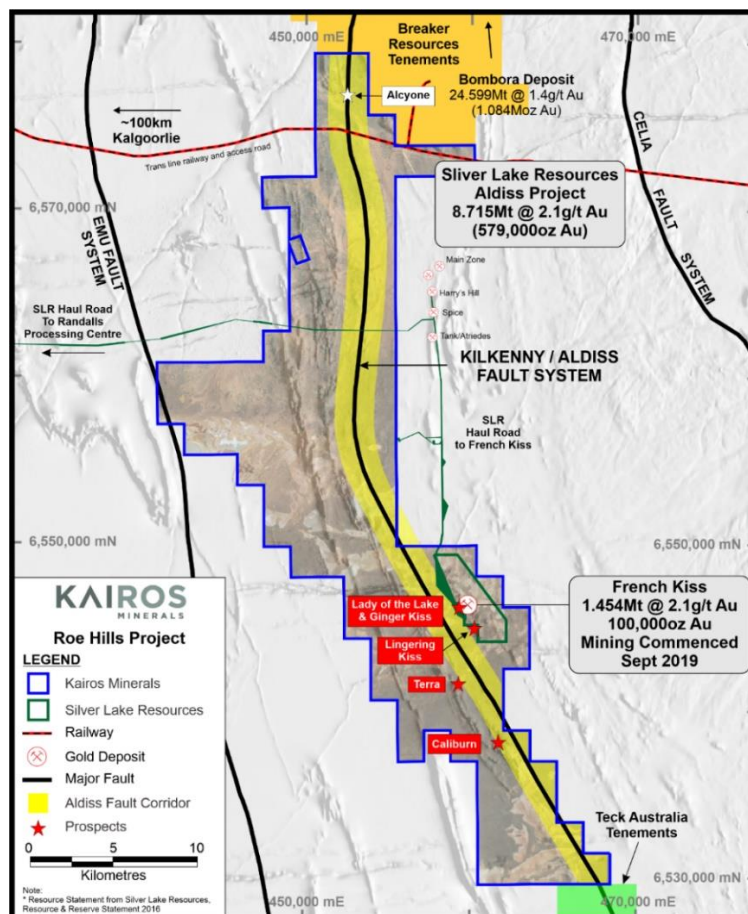 450,000 mE
470,000 mE
Breaker
Resources
Tenements
Bombora Deposit
24.599Mt @ 1.4g/t Au
(1.084Moz Au)
Alcyone
~100km
Kalgoorlie
Trans line railway and access road
CELIA FAULT SYSTEM
Sliver Lake Resources
Aldiss Project
8.715Mt @ 2.1g/t Au
(579,000oz Au)
6,570,000 mN
EMU FAULT
SYSTEM
Main Zone
Harry's Hill
Spice
Tank/Atriedes
SLR Haul Road
To Randalls
Processing Centre
KILKENNY / ALDISS
FAULT SYSTEM
SLR
Haul Road
to French Kiss
6,550,000 mN
6,550,000 mN
French Kiss
1.454Mt @ 2.1g/t Au
100,000oz Au
Mining Commenced
Sept 2019
Lady of the Lake
& Ginger Kiss
Lingering
Kiss
Terra
Caliburn
KAIROS
MINERALS
Roe Hills Project
LEGEND
Kairos Minerals
Silver Lake Resources
Railway
Gold Deposit
Major Fault
Aldiss Fault Corridor
Prospects
0 5 10
Kilometres
Note:
* Resource Statement from Silver Lake Resources,
Resource & Reserve Statement 2016
Teck Australia
Tenements
6,530,000 mN
450,000 mE
470,000 mE